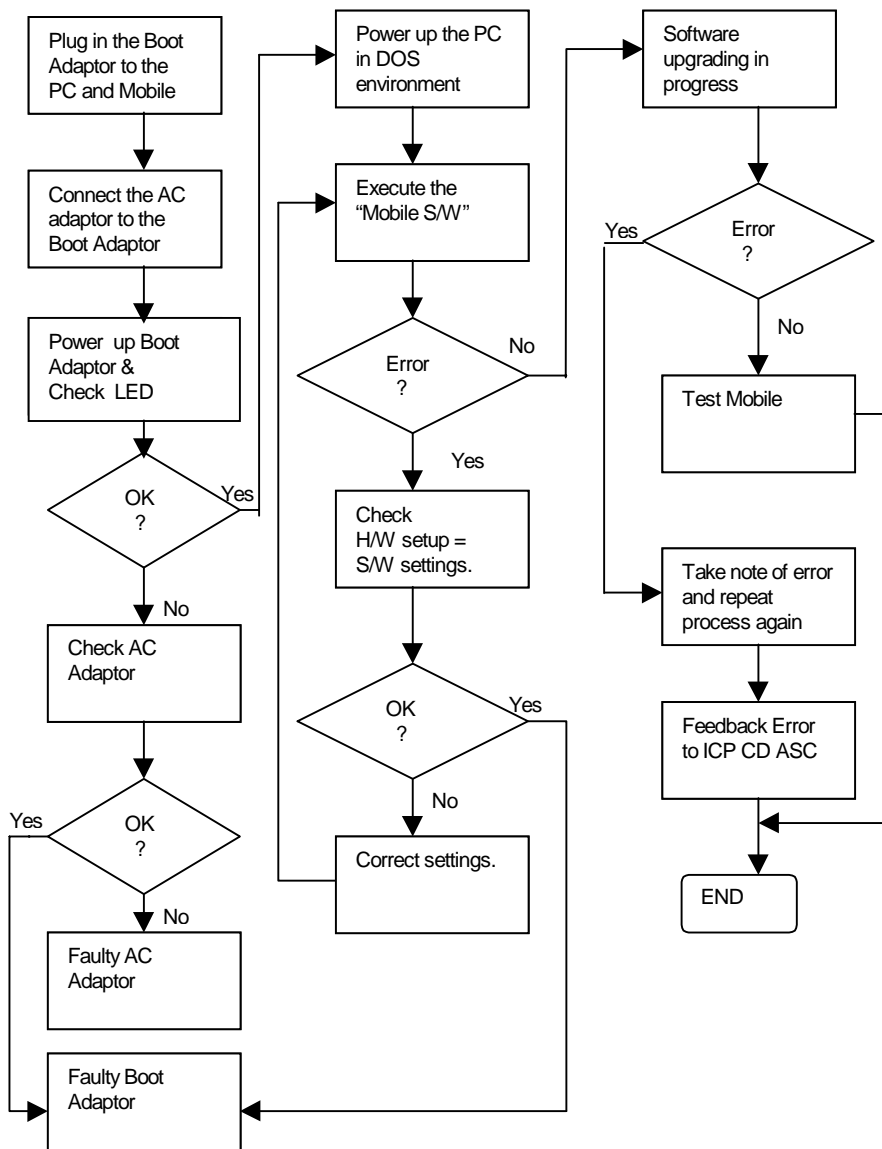 Plug in the Boot
Adaptor to the
PC and Mobile
Connect the AC
adaptor to the
Boot Adaptor
Power up Boot
Adaptor &
Check LED
OK
?
Yes
No
Check AC
Adaptor
Yes
OK
?
No
Faulty AC
Adaptor
Faulty Boot
Adaptor
Power up the PC
in DOS
environment
Execute the
“Mobile S/W”
Error
?
No
Yes
Check
H/W setup =
S/W settings.
OK
?
Yes
No
Correct settings.
Software
upgrading in
progress
Yes
Error
?
No
Test Mobile
Take note of error
and repeat
process again
Feedback Error
to ICP CD ASC
END